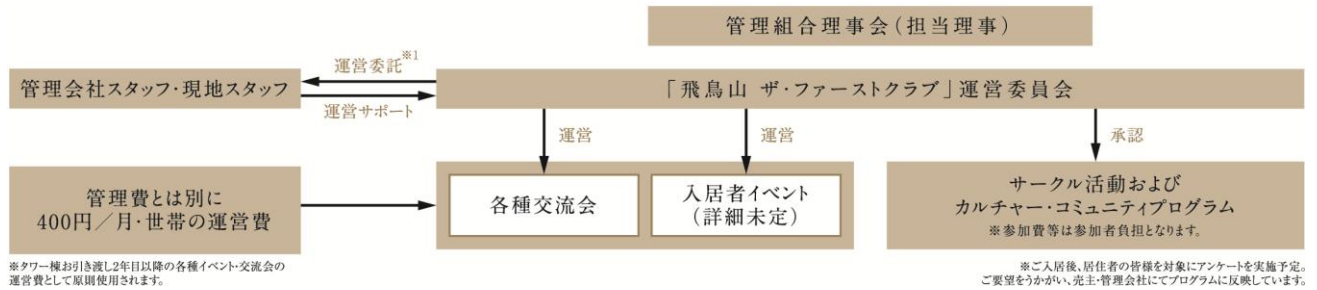 管理組合理事会(担当理事)
運営委託※1
管理会社スタッフ・現地スタッフ
「飛鳥山 ザ・ファーストクラブ」運営委員会
運営サポート
運営
運営
承認
管理費とは別に
400円/月・世帯の運営費
各種交流会
入居者イベント
(詳細未定)
サークル活動および
カルチャー・コミュニティプログラム
※参加費等は参加者負担となります。
※タワー棟お引き渡し2年目以降の各種イベント・交流会の
運営費として原則使用されます。
※ご入居後、居住者の皆様を対象にアンケートを実施予定。
ご要望をうかがい、売主・管理会社にてプログラムに反映しています。